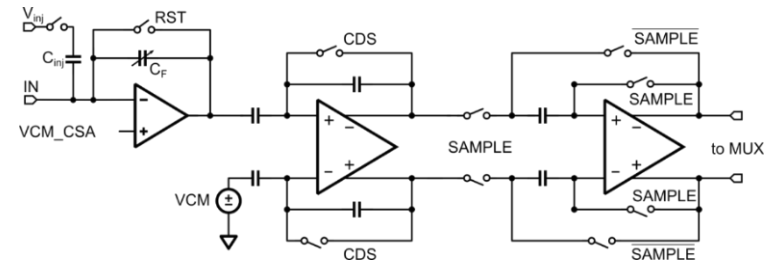 V_inj
RST
CDS
SAMPLE
C_inj
C_F
IN
SAMPLE
VCM_CSA
SAMPLE
to MUX
VCM
SAMPLE
CDS
SAMPLE